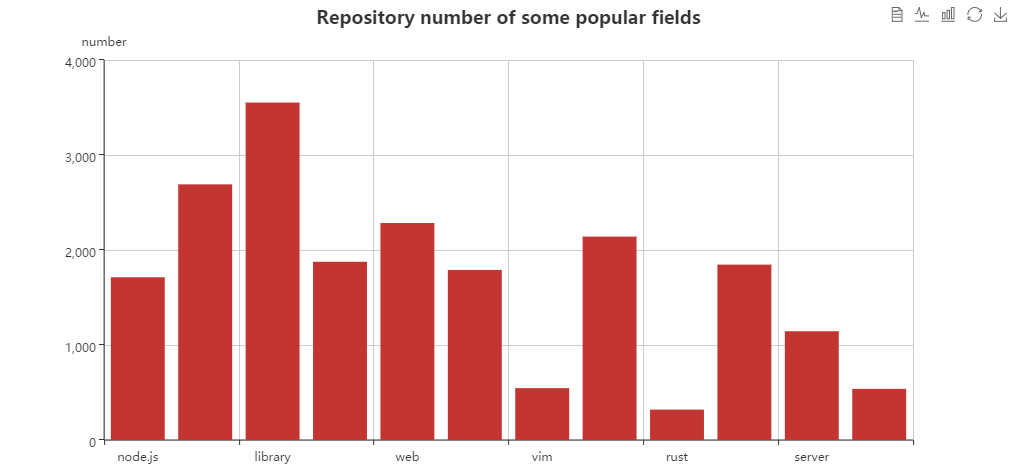 Repository number of some popular fields
number
4,000
3,000
2,000
1,000
0
node.js library web vim rust server